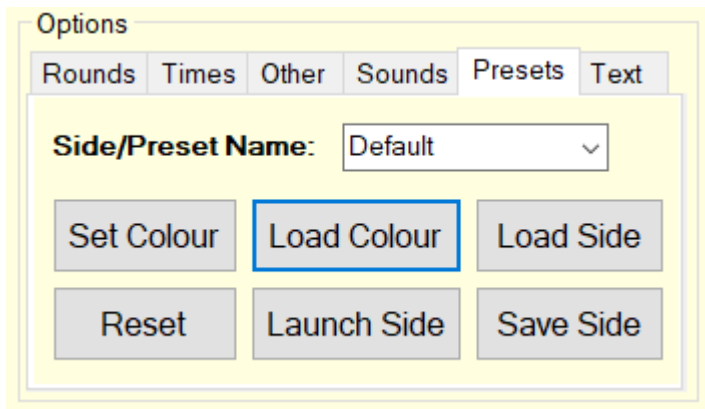 Options
Rounds Times Other Sounds Presets Text
Side/Preset Name: Default
Set Colour Load Colour Load Side
Reset Launch Side Save Side